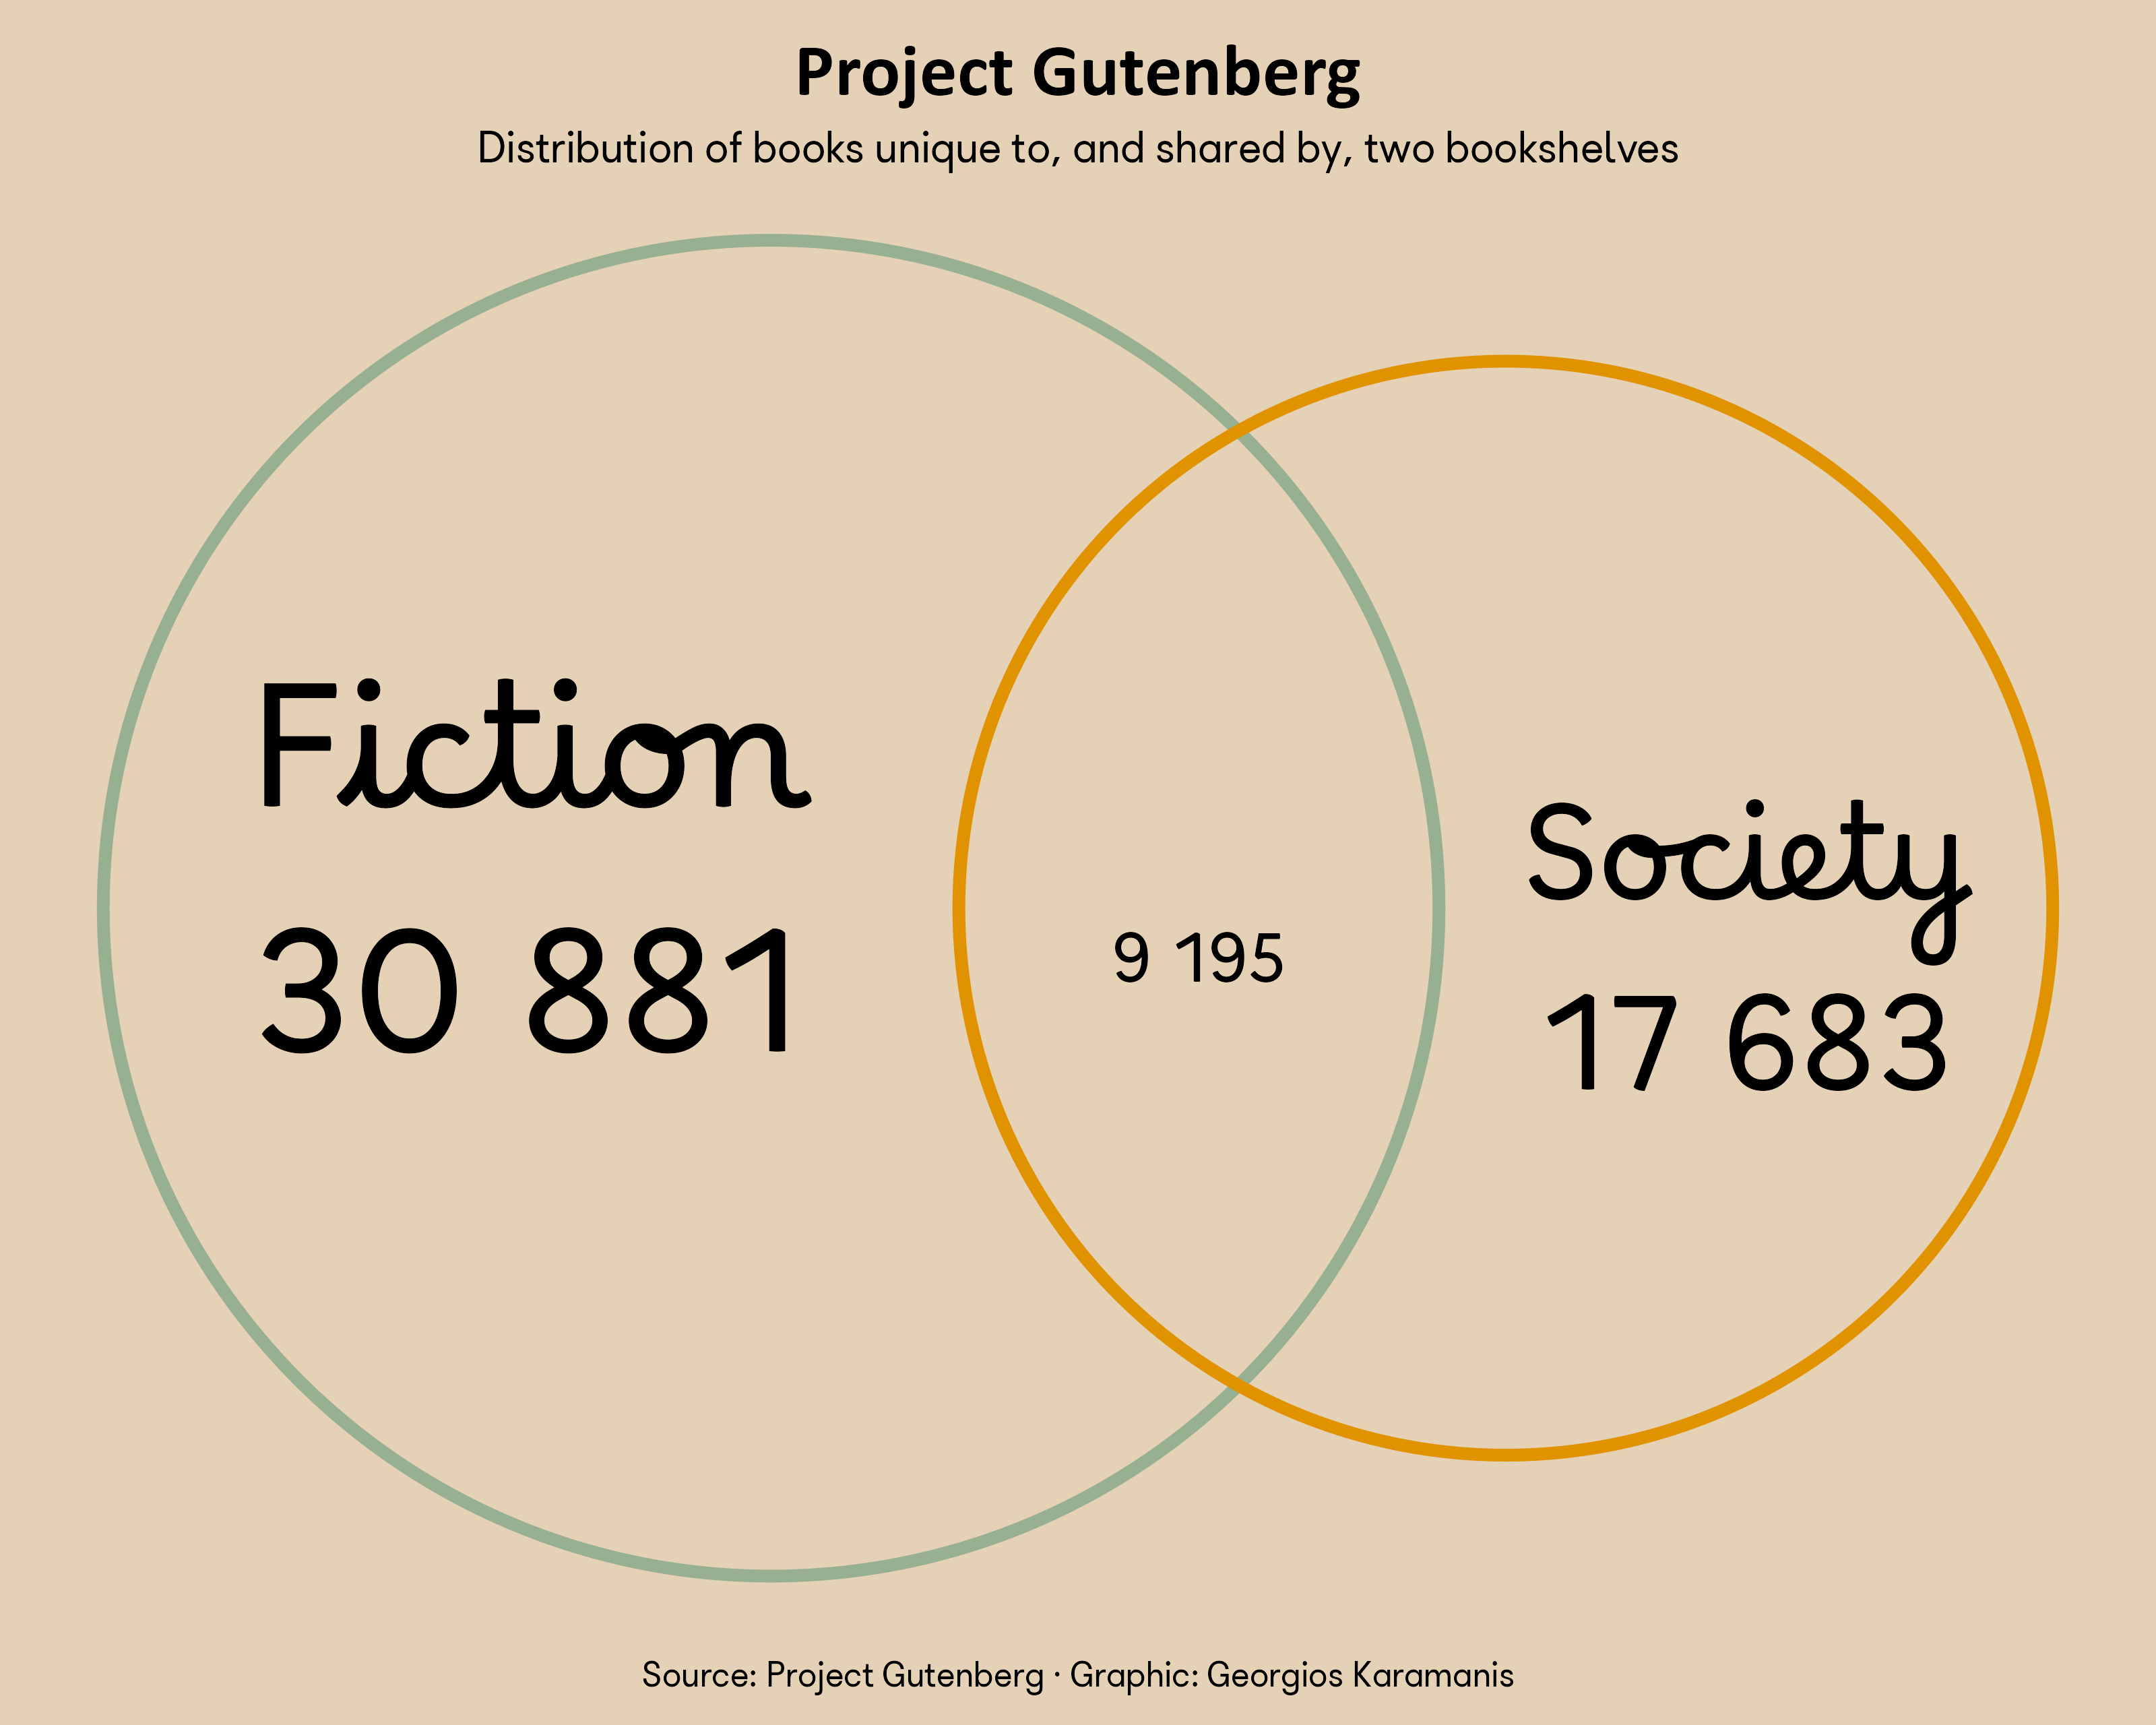 Project Gutenberg
Distribution of books unique to, and shared by, two bookshelves
Fiction
30 881
9 195
Society
17 683
Source: Project Gutenberg · Graphic: Georgios Karamanis